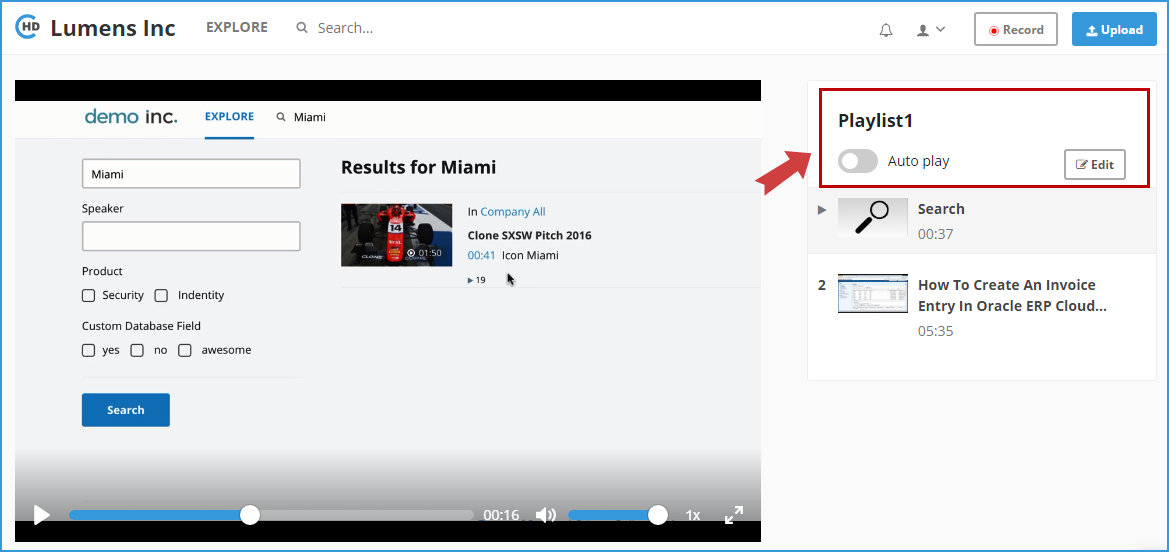 HD Lumens Inc EXPLORE Search... Record Upload
demo inc. EXPLORE Miami
Miami
Speaker
Product
Security Indentity
Custom Database Field
yes no awesome
Search
Results for Miami
14
01:50
CLONE
In Company All
Clone SXSW Pitch 2016
00:41 Icon Miami
19
00:16 1x
Playlist1
Auto play Edit
Search
00:37
2 How To Create An Invoice
Entry In Oracle ERP Cloud...
05:35